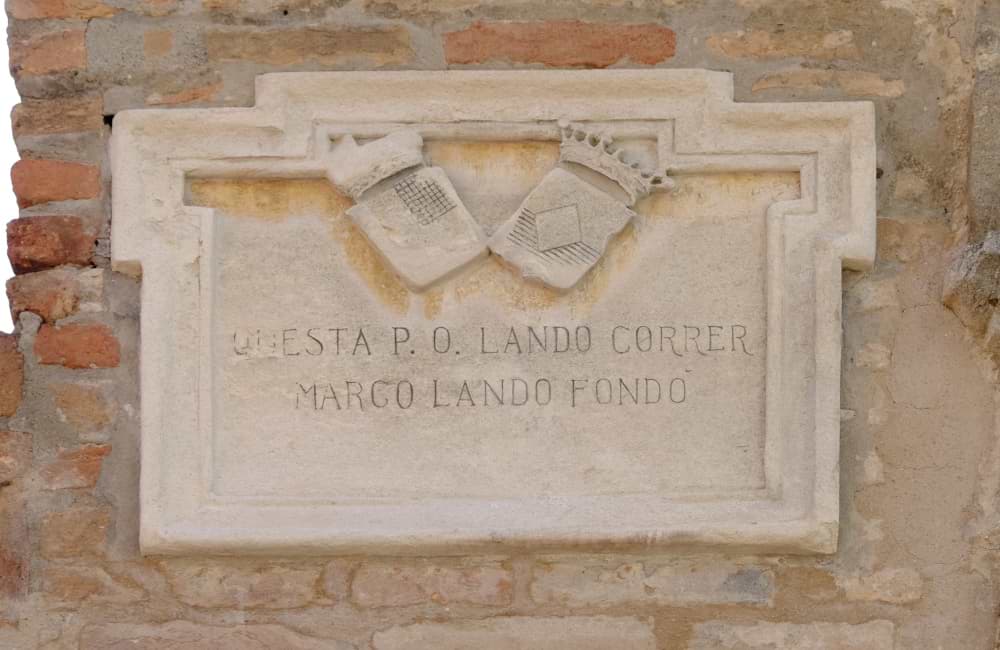 QUESTA P. O. LANDO CORRER
MARCO LANDO FONDO